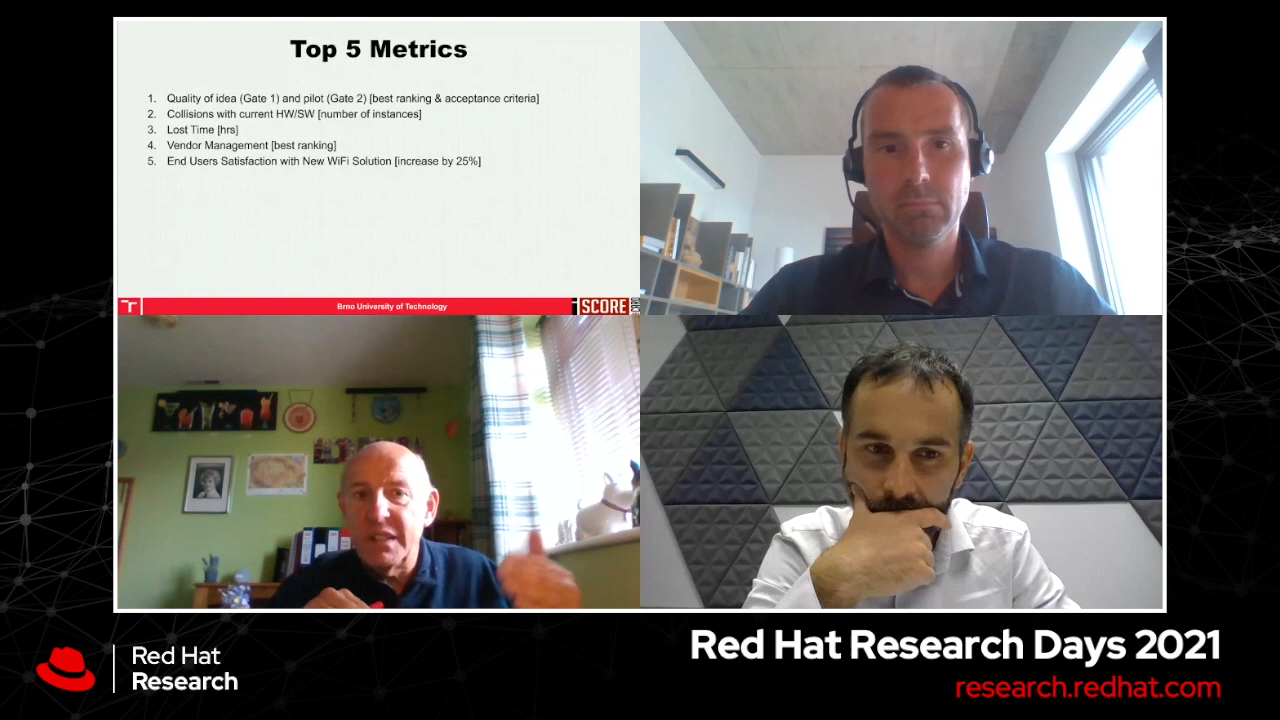 Top 5 Metrics
1. Quality of idea (Gate 1) and pilot (Gate 2) [best ranking & acceptance criteria]
2. Collisions with current HW/SW [number of instances]
3. Lost Time [hrs]
4. Vendor Management [best ranking]
5. End Users Satisfaction with New WiFi Solution [increase by 25%]
Brno University of Technology
SCORE
Red Hat
Research
Red Hat Research Days 2021
research.redhat.com